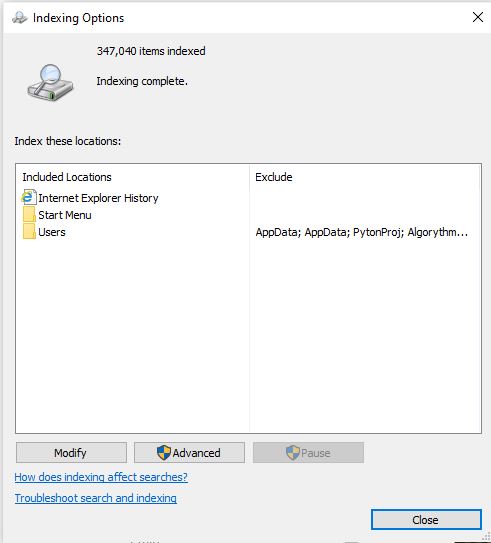 Indexing Options
347,040 items indexed
Indexing complete.
Index these locations:
Included Locations
Exclude
Internet Explorer History
Start Menu
Users
AppData; AppData; PytonProj; Algorythm...
Modify
Advanced
Pause
How does indexing affect searches?
Troubleshoot search and indexing
Close